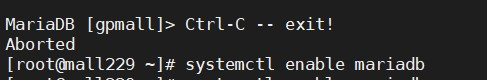 MariaDB [gpmall]> Ctrl-C -- exit!
Aborted
[root@mall229 ~]# systemctl enable mariadb